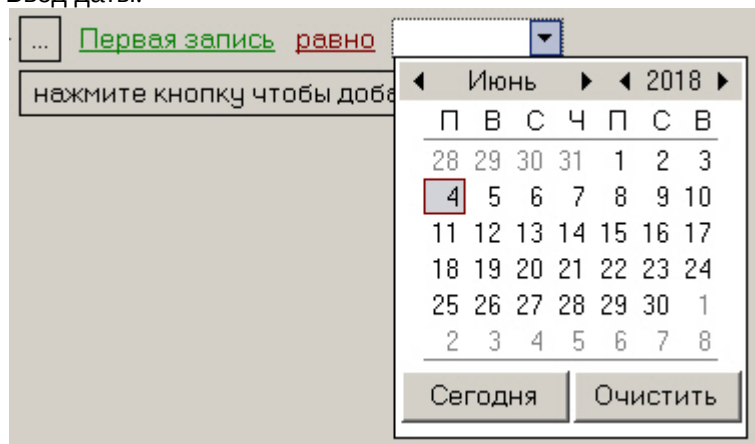 Ввод даты.
... Первая запись равно
нажмите кнопку чтобы доба
Июнь 2018
П В С Ч П С В
28 29 30 31 1 2 3
4 5 6 7 8 9 10
11 12 13 14 15 16 17
18 19 20 21 22 23 24
25 26 27 28 29 30 1
2 3 4 5 6 7 8
Сегодня Очистить